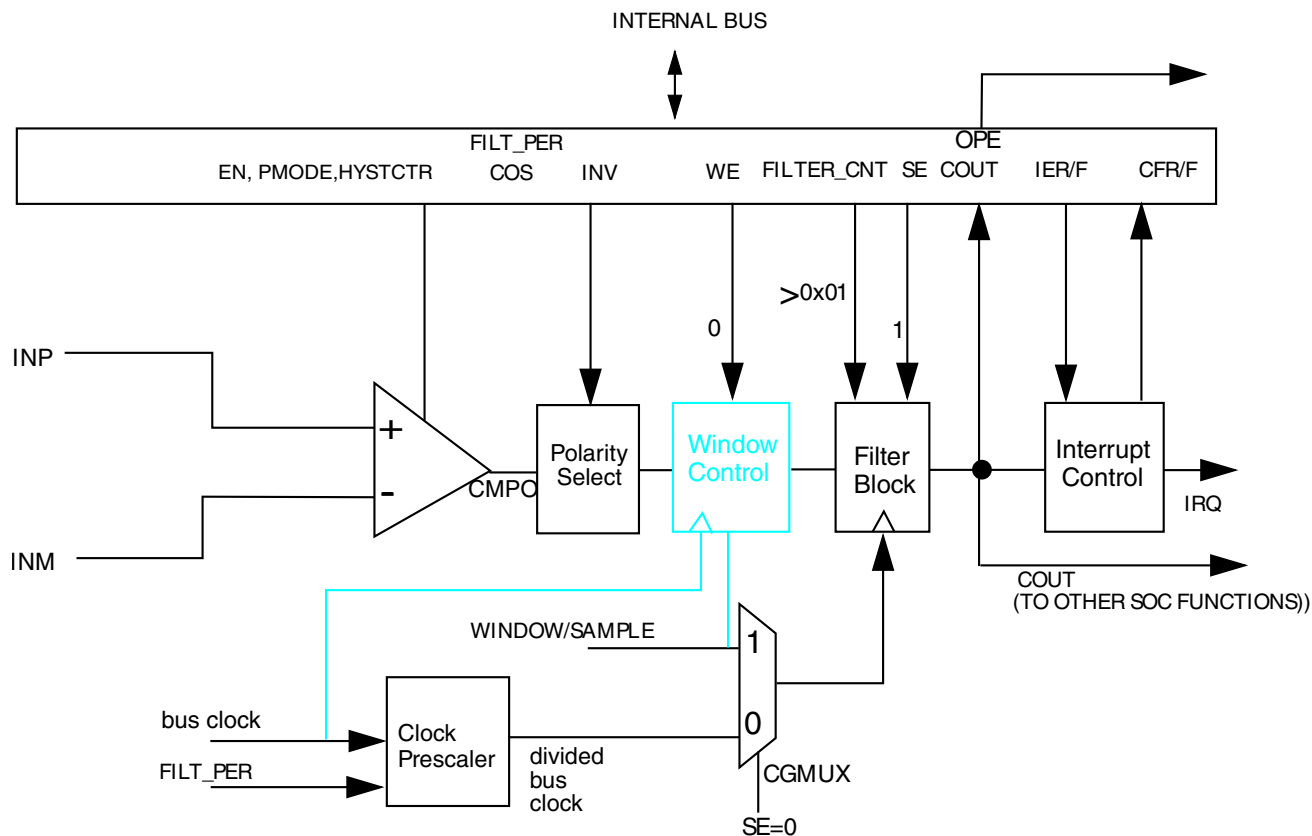 INTERNAL BUS
FILT_PER
OPE
EN, PMODE,HYSTCTR
COS
INV
WE
FILTER_CNT
SE
COUT
IER/F
CFR/F
>0x01
0
1
INP
+
-
INM
CMPO
Polarity
Select
Window
Control
Filter
Block
Interrupt
Control
IRQ
COUT
(TO OTHER SOC FUNCTIONS))
WINDOW/SAMPLE
1
0
bus clock
FILT_PER
Clock
Prescaler
divided
bus
clock
CGMUX
SE=0